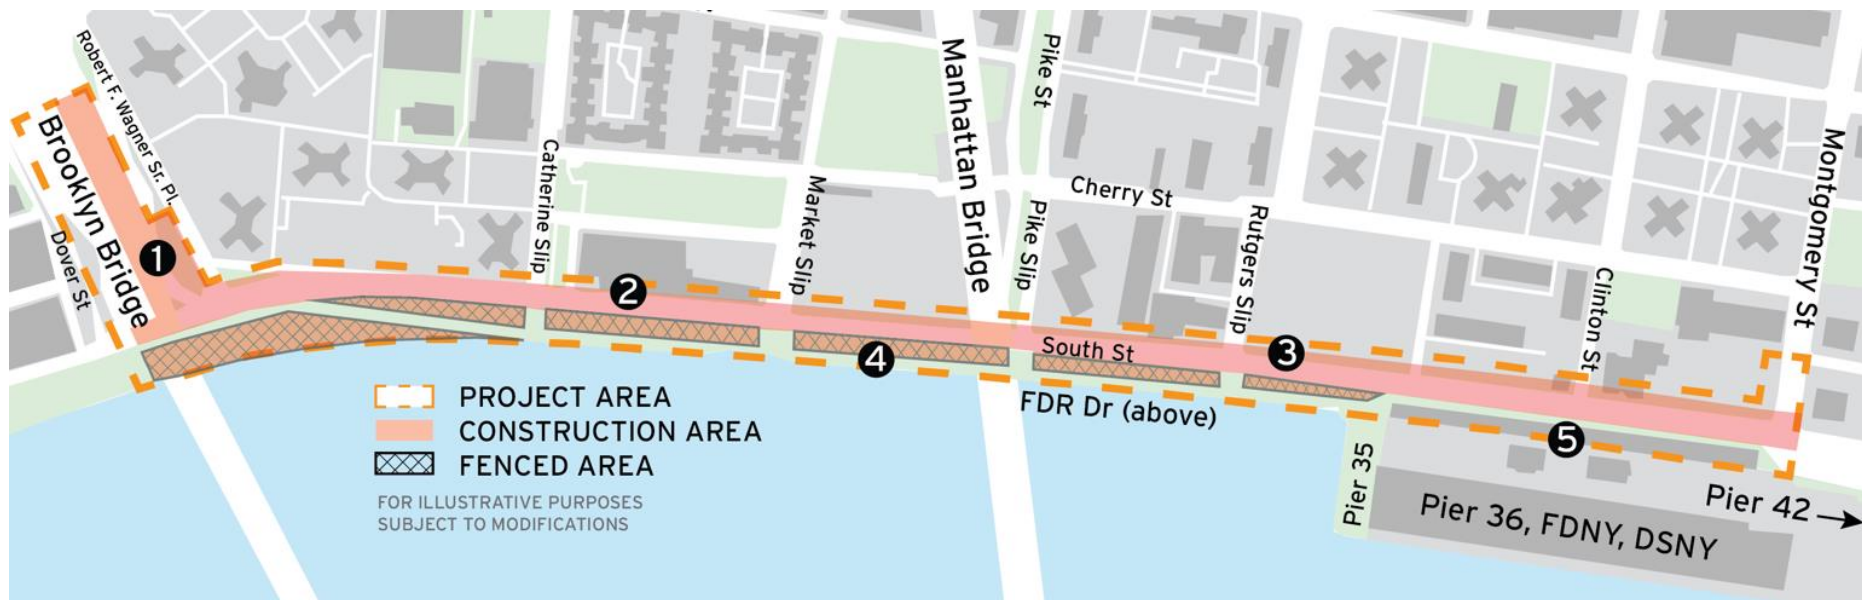 Robert F. Wagner Sr. Pl.
Brooklyn Bridge
Dover St
1
Catherine Slip
2
Market Slip
Manhattan Bridge
Pike St
Cherry St
Pike Slip
Rutgers Slip
Clinton St
Montgomery St
3
4
South St
FDR Dr (above)
5
Pier 35
Pier 36, FDNY, DSNY
Pier 42
PROJECT AREA
CONSTRUCTION AREA
FENCED AREA
FOR ILLUSTRATIVE PURPOSES
SUBJECT TO MODIFICATIONS